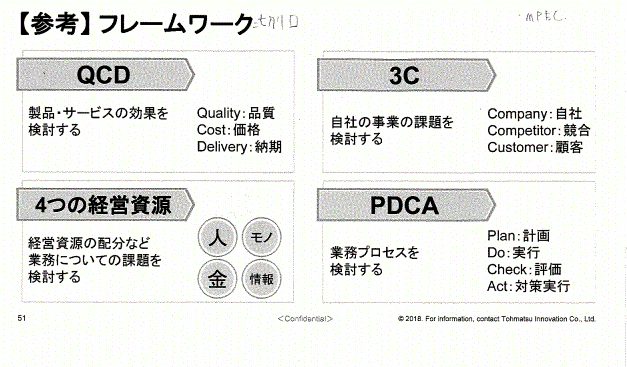 【参考】フレームワーク=切り口
MPEC.
QCD
製品・サービスの効果を
検討する
Quality:品質
Cost:価格
Delivery:納期
3C
自社の事業の課題を
検討する
Company:自社
Competitor:競合
Customer:顧客
4つの経営資源
経営資源の配分など
業務についての課題を
検討する
人
モノ
金
情報
PDCA
業務プロセスを
検討する
Plan:計画
Do:実行
Check:評価
Act:対策実行
51
<Confidential>
© 2018. For information, contact Tohmatsu Innovation Co., Ltd.